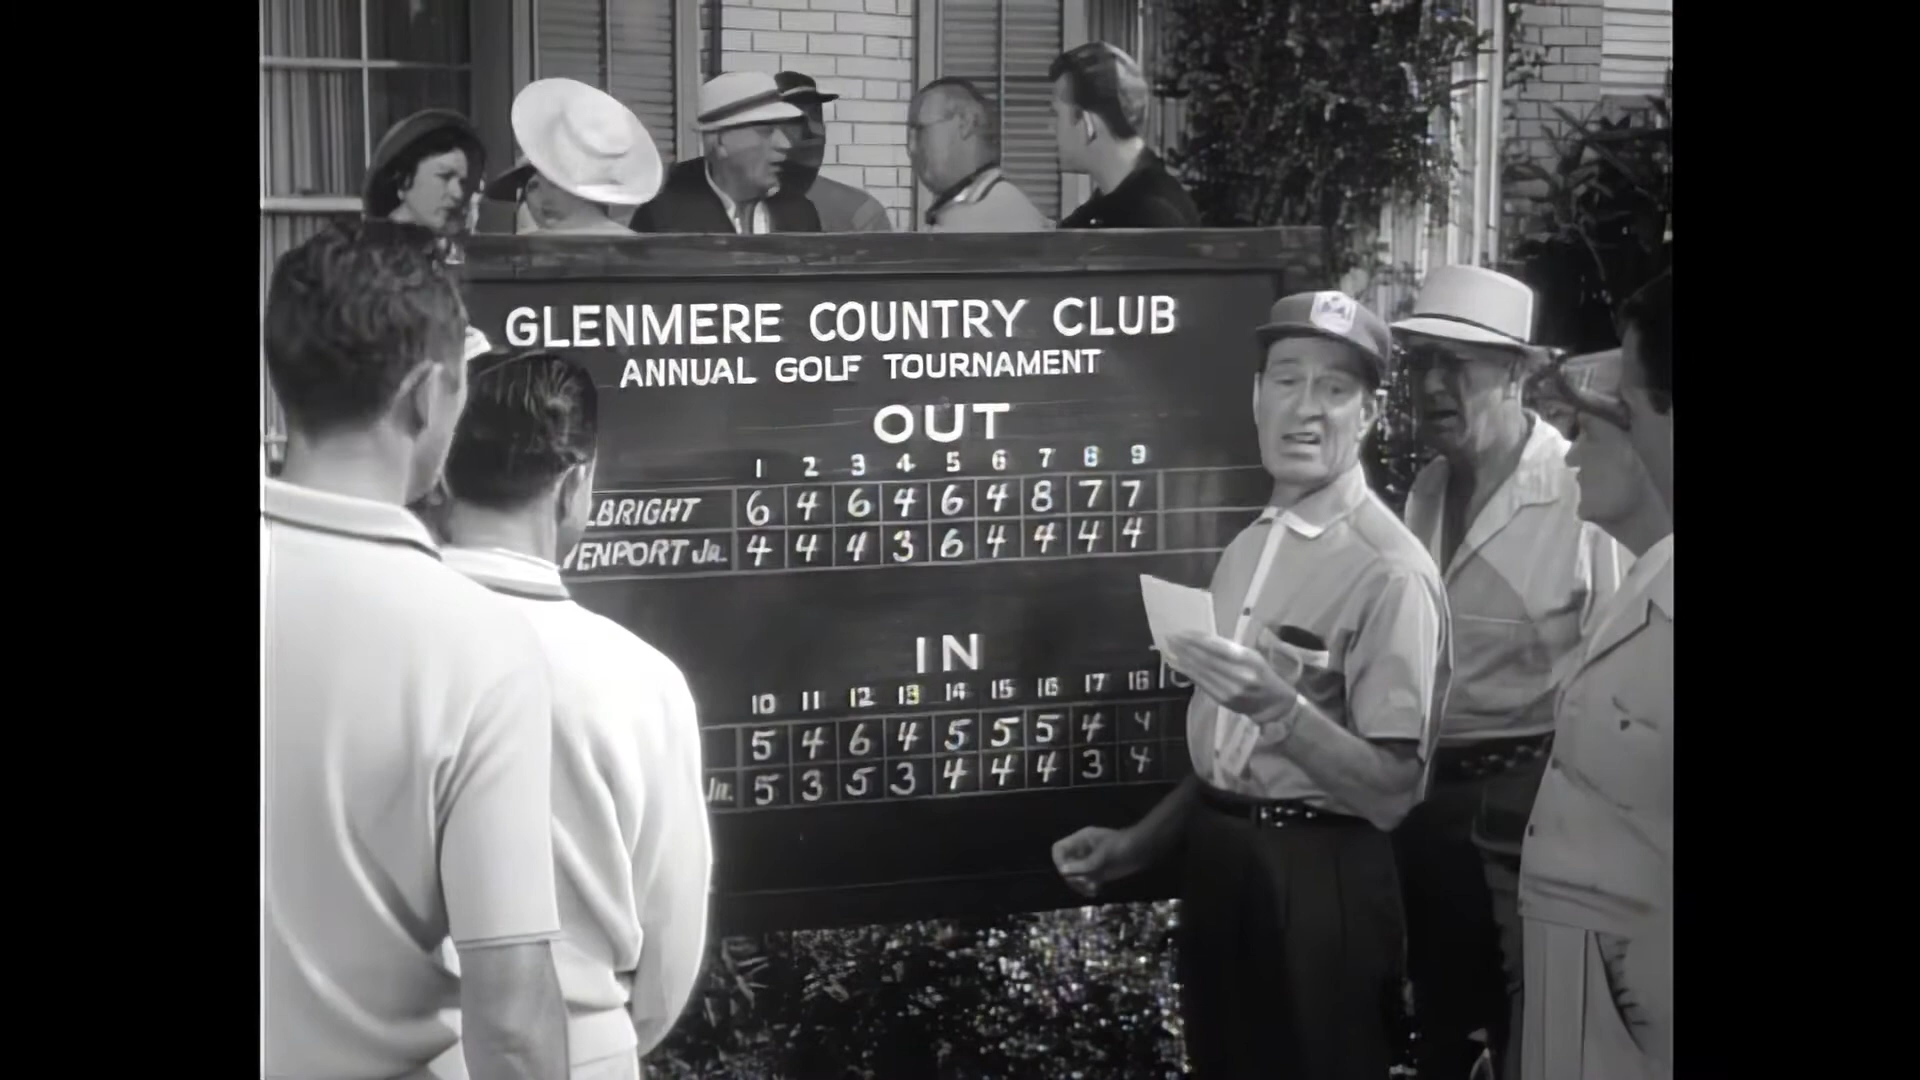 GLENMERE COUNTRY CLUB
ANNUAL GOLF TOURNAMENT
OUT
1 2 3 4 5 6 7 8 9
LBRIGHT 6 4 6 4 6 4 8 7 7
VENPORT Jr. 4 4 4 3 6 4 4 4 4
IN
10 11 12 13 14 15 16 17 18
5 4 6 4 5 5 5 4 4
Jr. 5 3 5 3 4 4 4 3 4